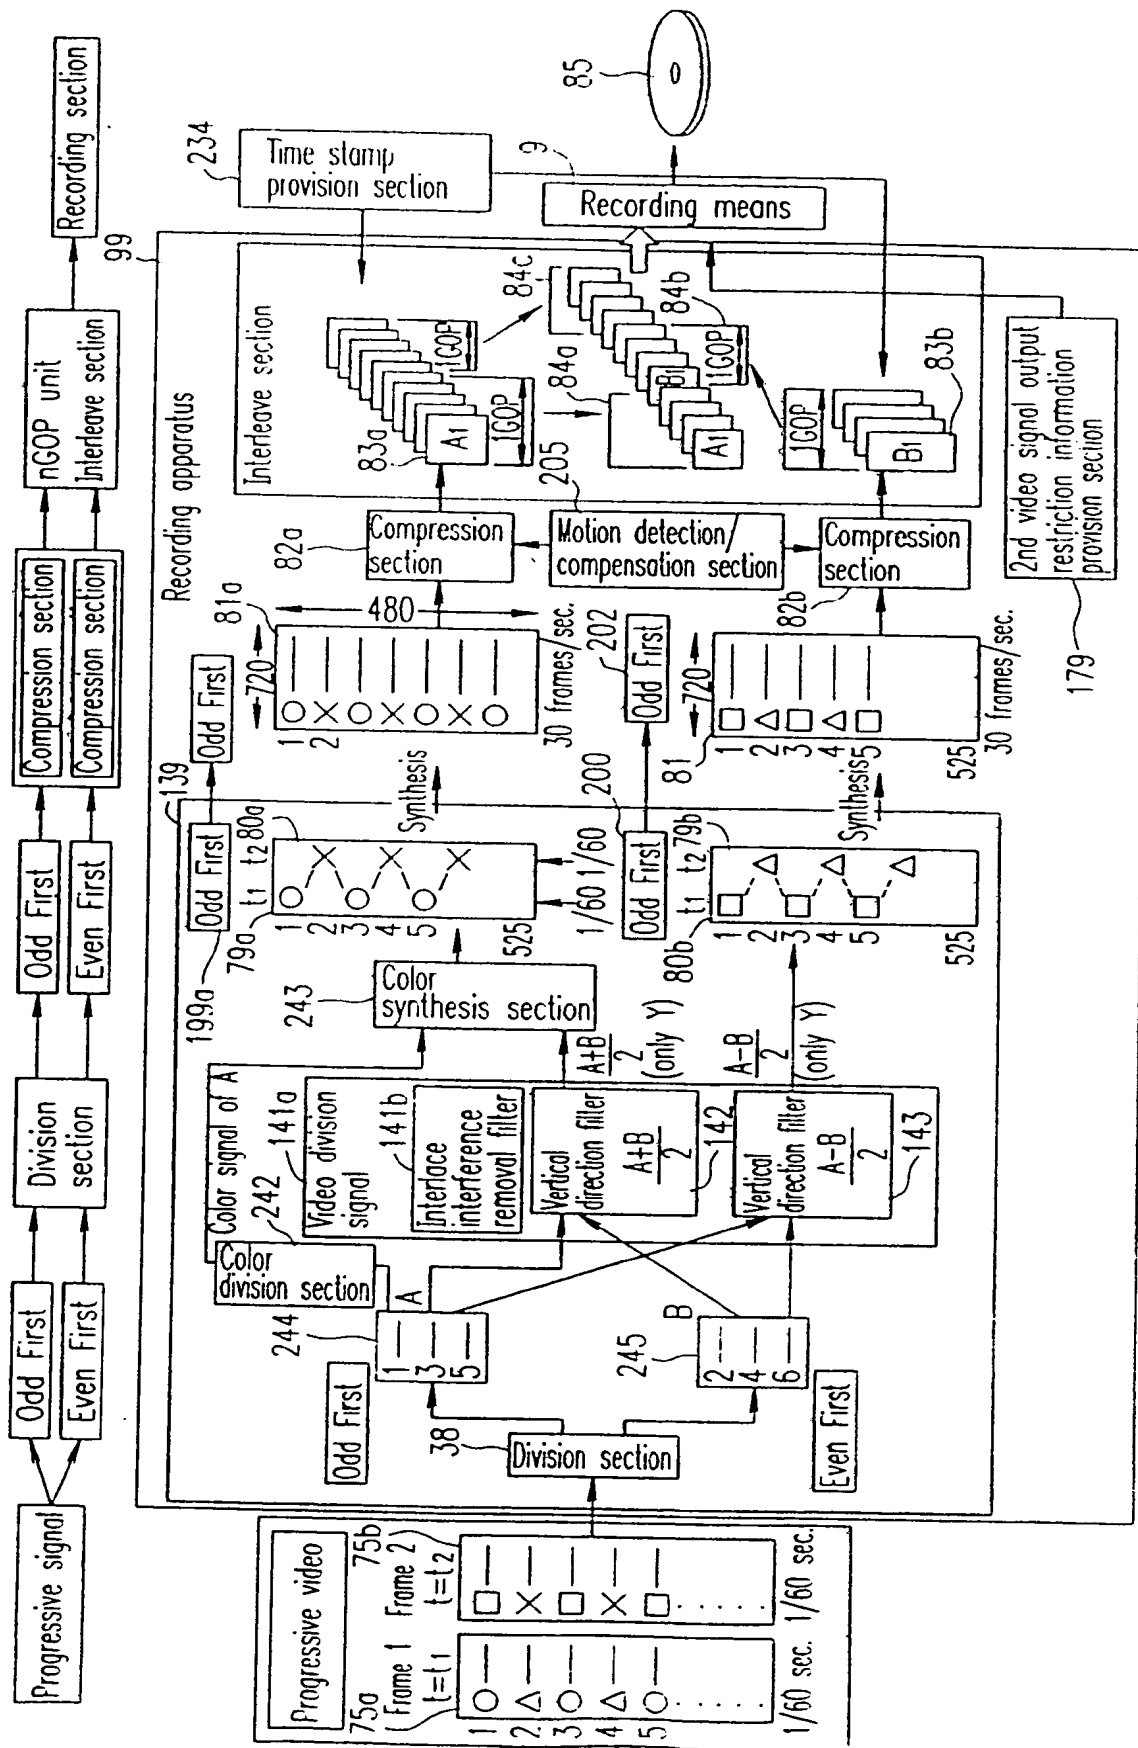 Progressive signal
Odd First
Even First
Division
section
Odd First
Even First
Compression section
Compression section
nGOP unit
Interleave section
Recording section
99
Recording apparatus
139
Progressive video
75a
Frame 1
t=t1
1
2
3
4
5
1/60 sec.
Frame 2
t=t2
75b
1/60 sec.
38
Division section
Odd First
Even First
244
1
3
5
A
245
2
4
6
B
Color
division section
242
Color signal of A
141a
Video division
signal
141b
Interlace
interference
removal filter
Vertical
direction filter
A+B
2
142
Vertical
direction filter
A-B
2
143
A+B
2
(only Y)
A-B
2
(only Y)
243
Color
synthesis section
199a
Odd First
Odd First
79a
t1 t2
80a
1
2
3
4
5
525
1/60 1/60
Synthesis
200
Odd First
Odd First
202
80b
t1 t2
79b
1
2
3
4
5
525
Synthesis
81a
720
480
1
2
30 frames/sec.
81
720
1
2
3
4
5
525
30 frames/sec.
82a
Compression
section
205
Motion detection/
compensation section
Compression
section
82b
Interleave section
83a
A1
1GOP
1GOP
84a
84c
84b
A1
B1
1GOP
1GOP
B1
83b
234
Time stamp
provision section
9
Recording means
85
2nd video signal output
restriction information
provision section
179